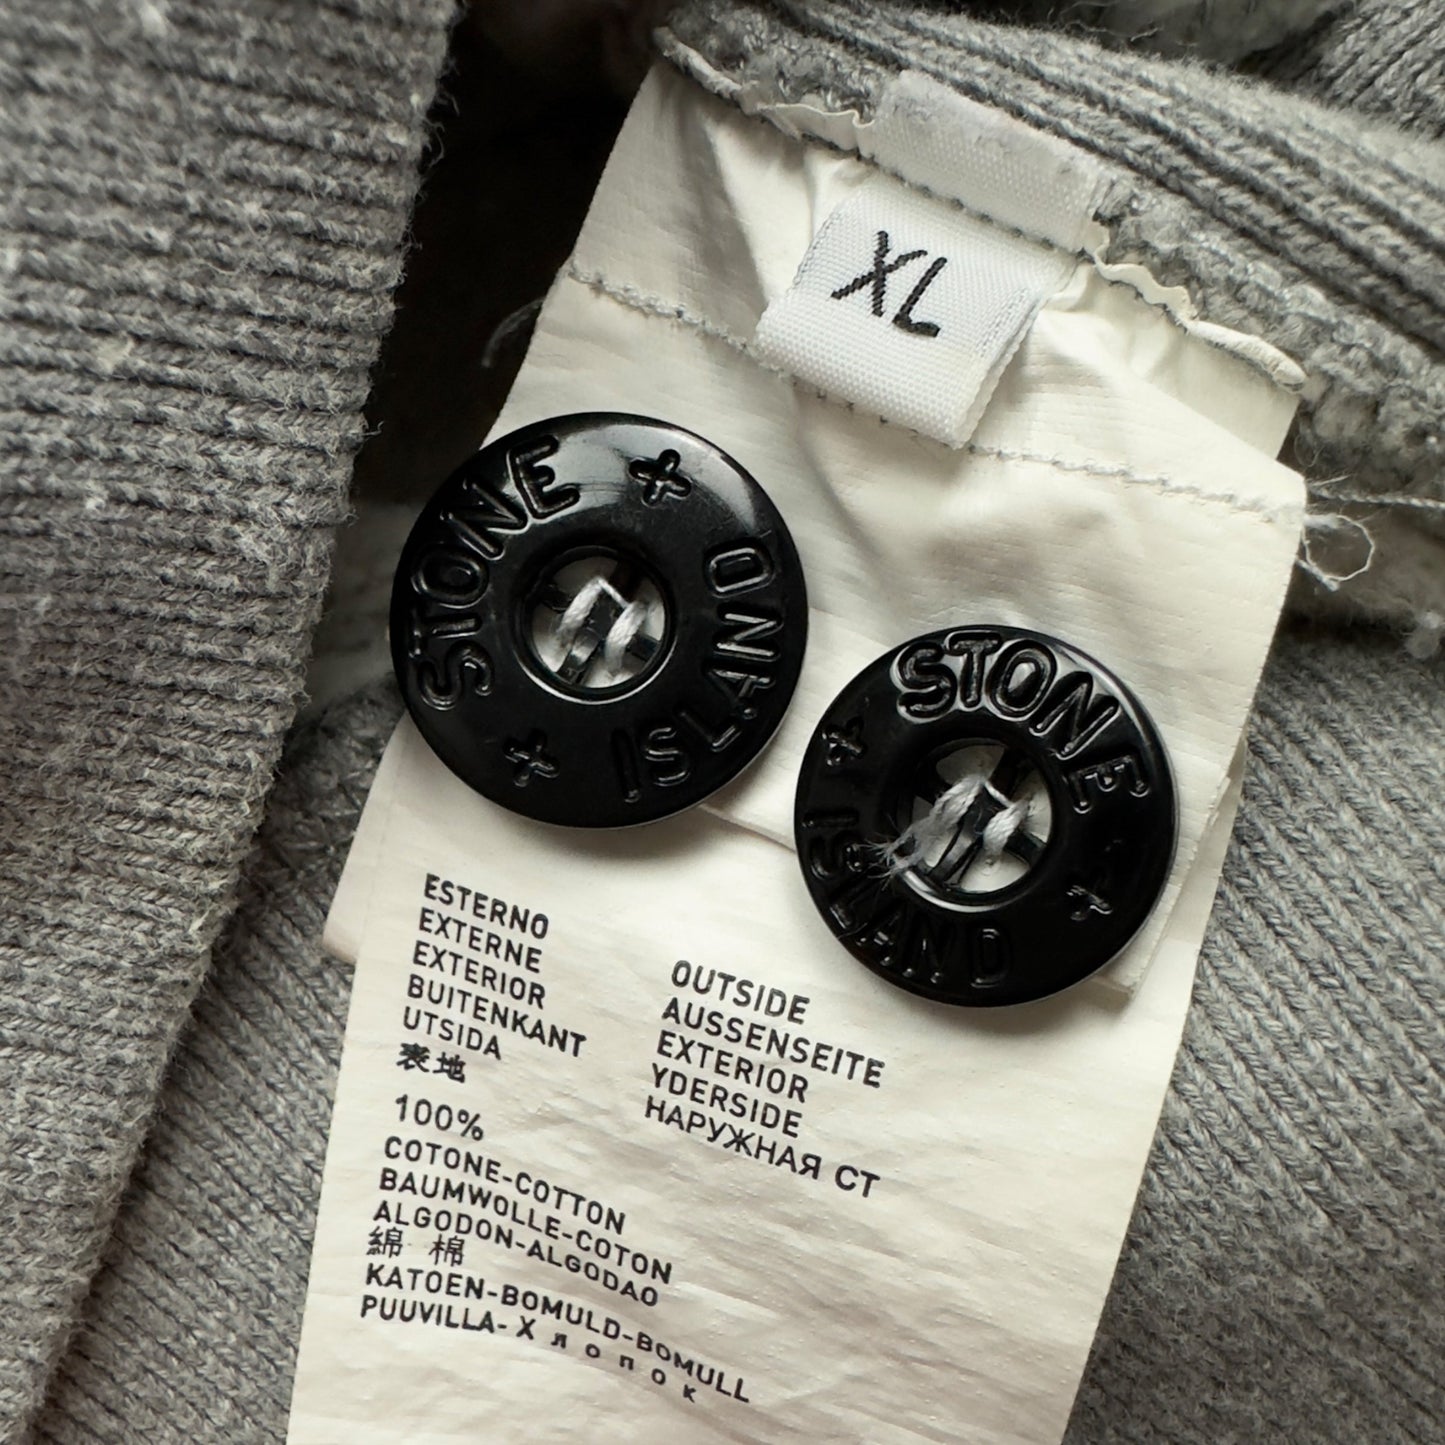 XL
STONE ISLAND
STONE ISLAND
ESTERNO
EXTERNE
EXTERIOR
BUITENKANT
UTSIDA
表地
OUTSIDE
AUSSENSEITE
EXTERIOR
YDERSIDE
НАРУЖНАЯ СТ
100%
COTONE-COTTON
BAUMWOLLE-COTON
ALGODON-ALGODAO
綿 棉
KATOEN-BOMULD-BOMULL
PUUVILLA-Хлопок